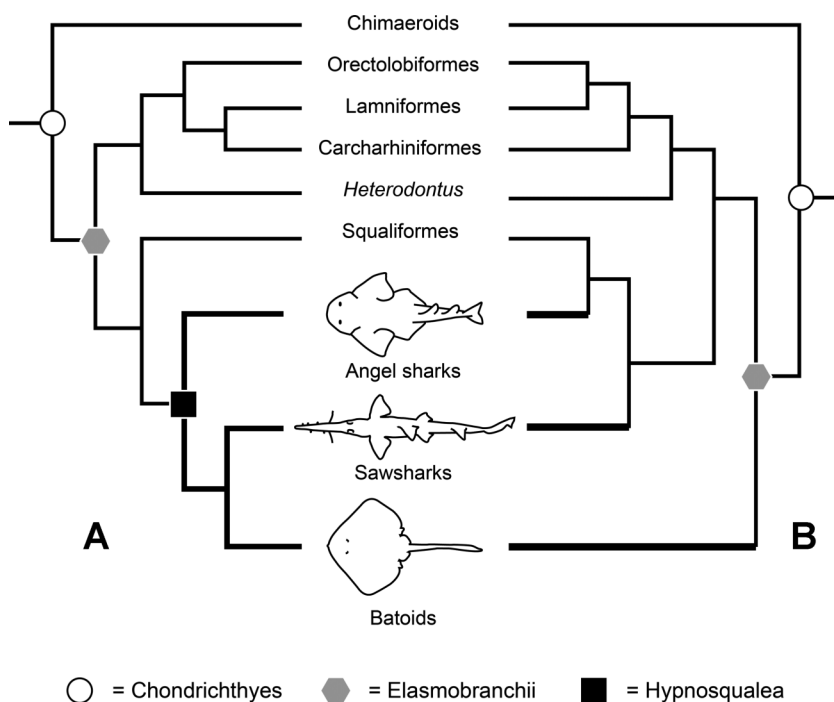 Chimaeroids
Orectolobiformes
Lamniformes
Carcharhiniformes
Heterodontus
Squaliformes
Angel sharks
Sawsharks
A
B
Batoids
= Chondrichthyes = Elasmobranchii = Hypnosqualea